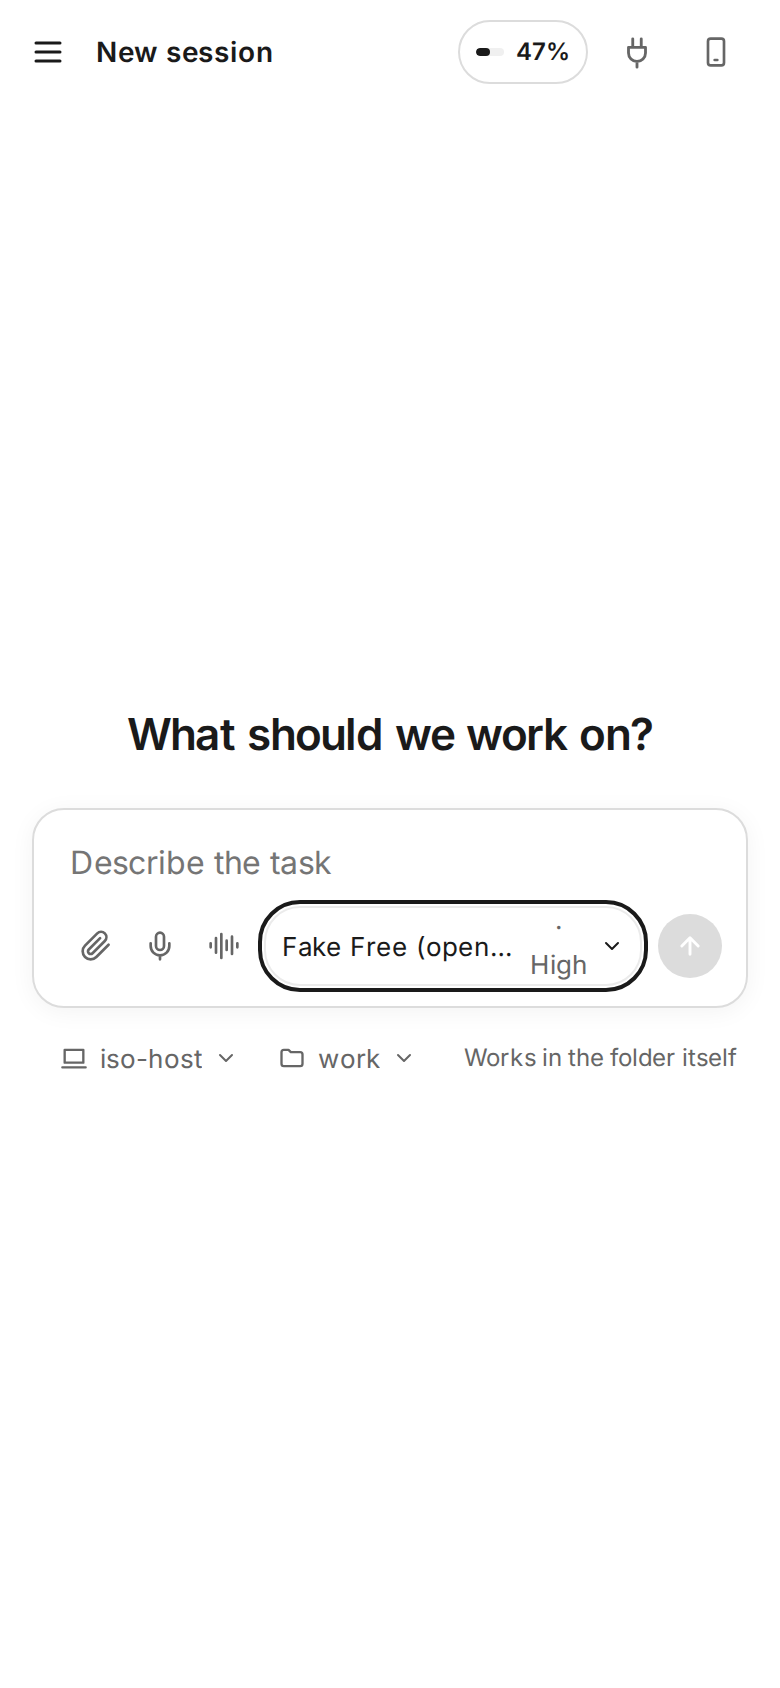 New session
47%
What should we work on?
Describe the task
Fake Free (open...
·
High
iso-host
work
Works in the folder itself